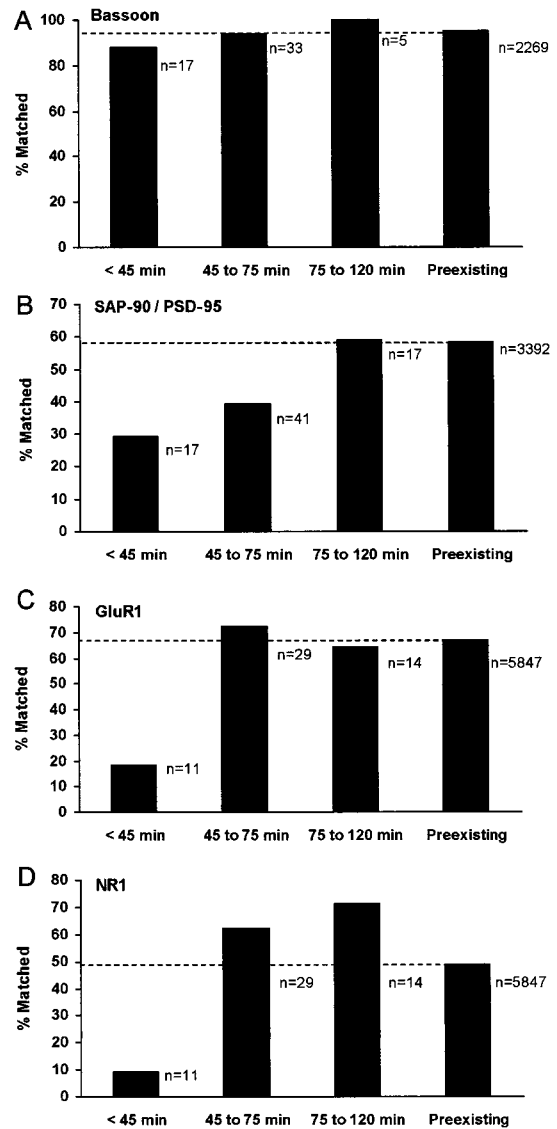 A Bassoon
100
80
60
40
20
0
% Matched
n=17
n=33
n=5
n=2269
< 45 min 45 to 75 min 75 to 120 min Preexisting
B SAP-90 / PSD-95
70
60
50
40
30
20
10
0
% Matched
n=17
n=41
n=17
n=3392
< 45 min 45 to 75 min 75 to 120 min Preexisting
C GluR1
80
70
60
50
40
30
20
10
0
% Matched
n=11
n=29
n=14
n=5847
< 45 min 45 to 75 min 75 to 120 min Preexisting
D NR1
80
70
60
50
40
30
20
10
0
% Matched
n=11
n=29
n=14
n=5847
< 45 min 45 to 75 min 75 to 120 min Preexisting